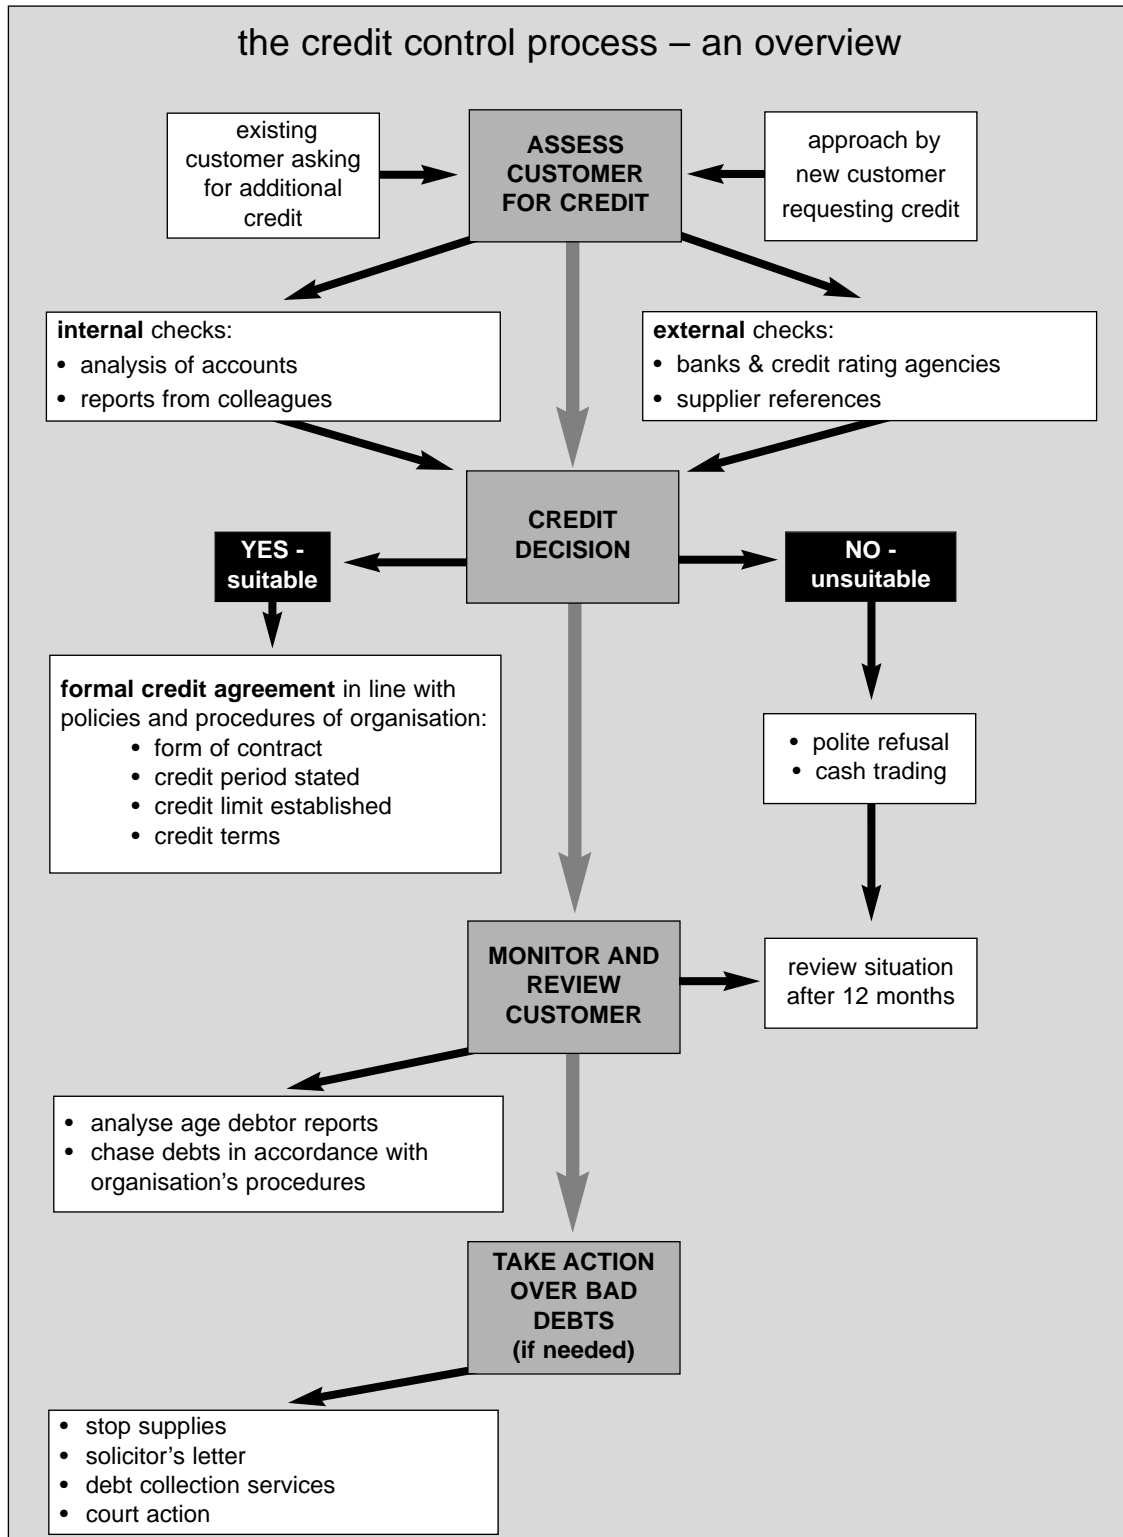 the credit control process – an overview
existing
customer asking
for additional
credit
ASSESS
CUSTOMER
FOR CREDIT
approach by
new customer
requesting credit
internal checks:
• analysis of accounts
• reports from colleagues
external checks:
• banks & credit rating agencies
• supplier references
CREDIT
DECISION
YES -
suitable
NO -
unsuitable
formal credit agreement in line with
policies and procedures of organisation:
• form of contract
• credit period stated
• credit limit established
• credit terms
• polite refusal
• cash trading
MONITOR AND
REVIEW
CUSTOMER
review situation
after 12 months
• analyse age debtor reports
• chase debts in accordance with
organisation’s procedures
TAKE ACTION
OVER BAD
DEBTS
(if needed)
• stop supplies
• solicitor’s letter
• debt collection services
• court action